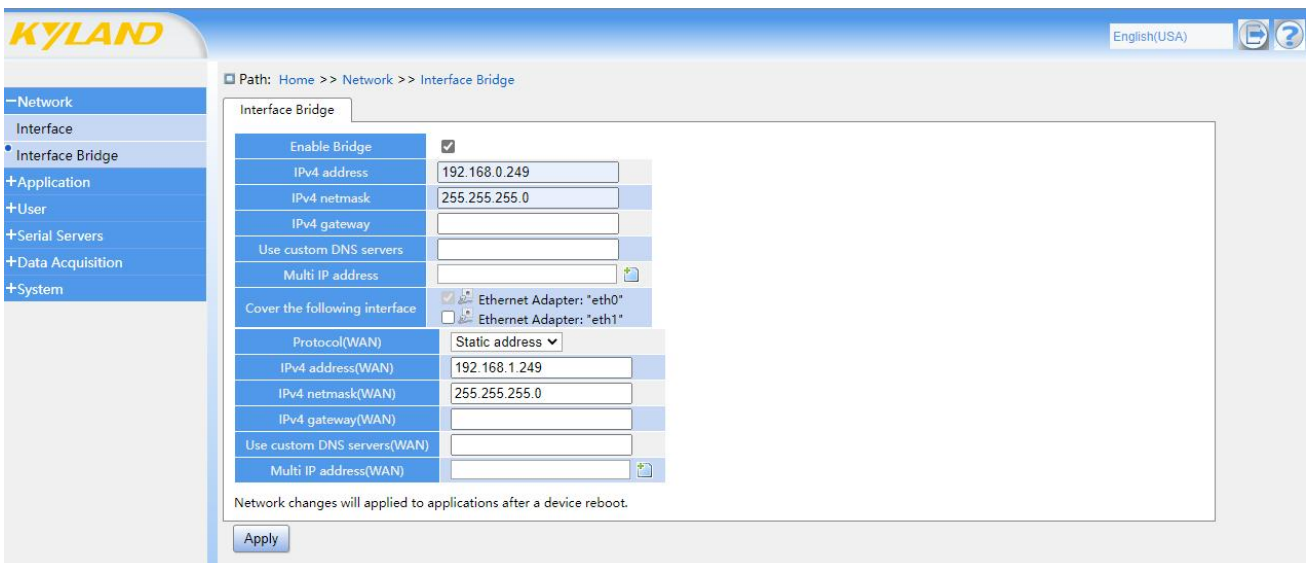 KYLAND
English(USA)
Path: Home >> Network >> Interface Bridge
−Network
Interface
Interface Bridge
+Application
+User
+Serial Servers
+Data Acquisition
+System
Interface Bridge
Enable Bridge
IPv4 address 192.168.0.249
IPv4 netmask 255.255.255.0
IPv4 gateway
Use custom DNS servers
Multi IP address
Cover the following interface
Ethernet Adapter: "eth0"
Ethernet Adapter: "eth1"
Protocol(WAN) Static address
IPv4 address(WAN) 192.168.1.249
IPv4 netmask(WAN) 255.255.255.0
IPv4 gateway(WAN)
Use custom DNS servers(WAN)
Multi IP address(WAN)
Network changes will applied to applications after a device reboot.
Apply